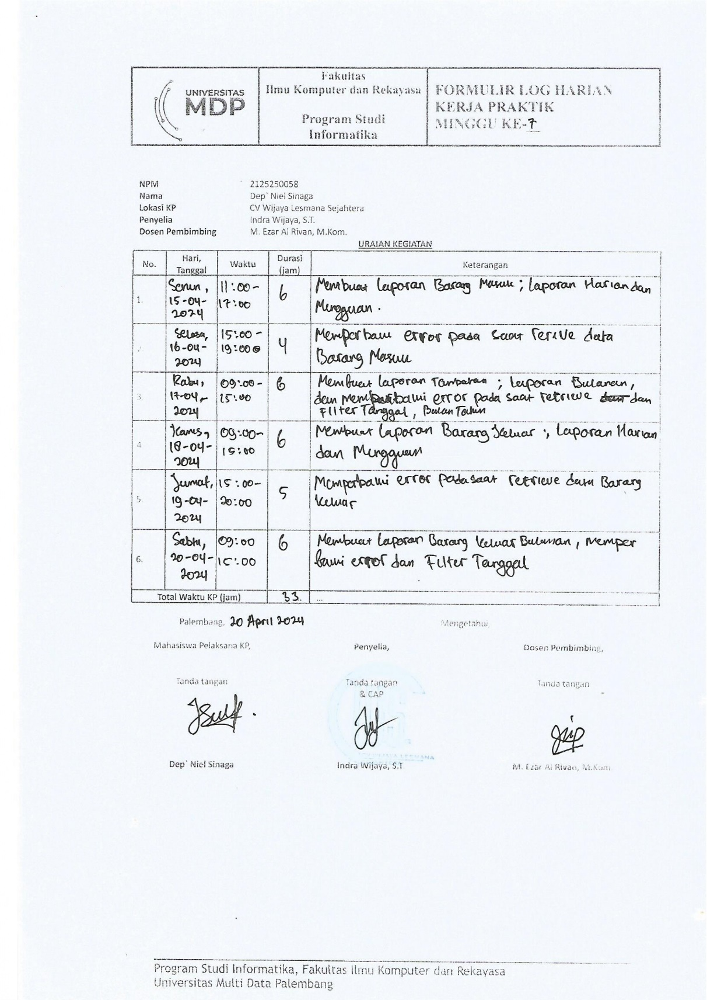 UNIVERSITAS
MDP
Fakultas
Ilmu Komputer dan Rekayasa
Program Studi
Informatika
FORMULIR LOG HARIAN
KERJA PRAKTIK
MINGGU KE-7
NPM 2125250058
Nama Dep` Niel Sinaga
Lokasi KP CV Wijaya Lesmana Sejahtera
Penyelia Indra Wijaya, S.T.
Dosen Pembimbing M. Ezar Al Rivan, M.Kom.
URAIAN KEGIATAN
No. Hari, Tanggal Waktu Durasi (jam) Keterangan
1. Senin, 15-04-2024 11:00-17:00 6 Membuat laporan Barang Masuk ; laporan Harian dan
Mingguan .
2. Selasa, 16-04-2024 15:00-19:00 4 Memperbaiki error pada saat rerive data
Barang Masuk
3 Rabu, 17-04-2024 09:00-15:00 6 Membuat laporan ; laporan Bulanan,
dan memperbaiki error pada saat retrieve dan
Filter Tanggal, Bulan Tahun
4 Kamis, 18-04-2024 09:00-15:00 6 Membuat laporan Barang Keluar ; laporan Harian
dan Mingguan
5. Jumat, 19-04-2024 15:00-20:00 5 Memperbaiki error pada saat retrieve data Barang
keluar
6. Sabtu, 20-04-2024 09:00 15:00 6 Membuat laporan Barang keluar Bulanan, memper
baiki error dan Filter Tanggal
Total Waktu KP (jam) 33. ...
Palembang, 20 April 2024 Mengetahui,
Mahasiswa Pelaksana KP, Penyelia, Dosen Pembimbing,
Tanda tangan Tanda tangan Tanda tangan
& CAP
LESMANA
Dep` Niel Sinaga Indra Wijaya, S.T M. Ezar Al Rivan, M.Kom
Program Studi Informatika, Fakultas Ilmu Komputer dan Rekayasa
Universitas Multi Data Palembang